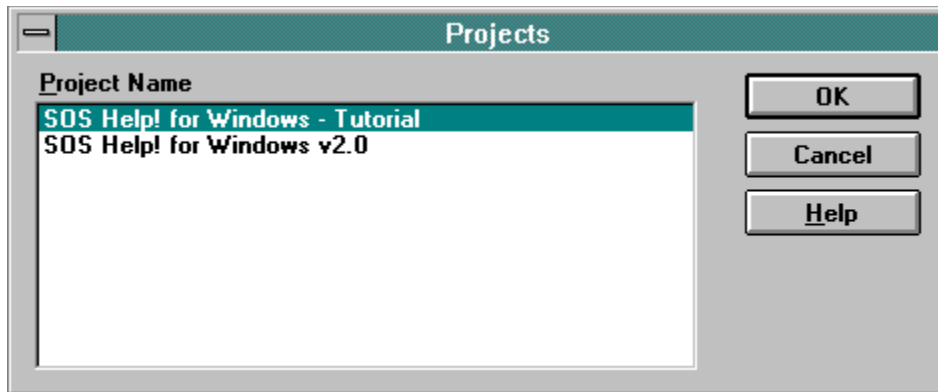 Projects
Project Name
SOS Help! for Windows - Tutorial
SOS Help! for Windows v2.0
OK
Cancel
Help